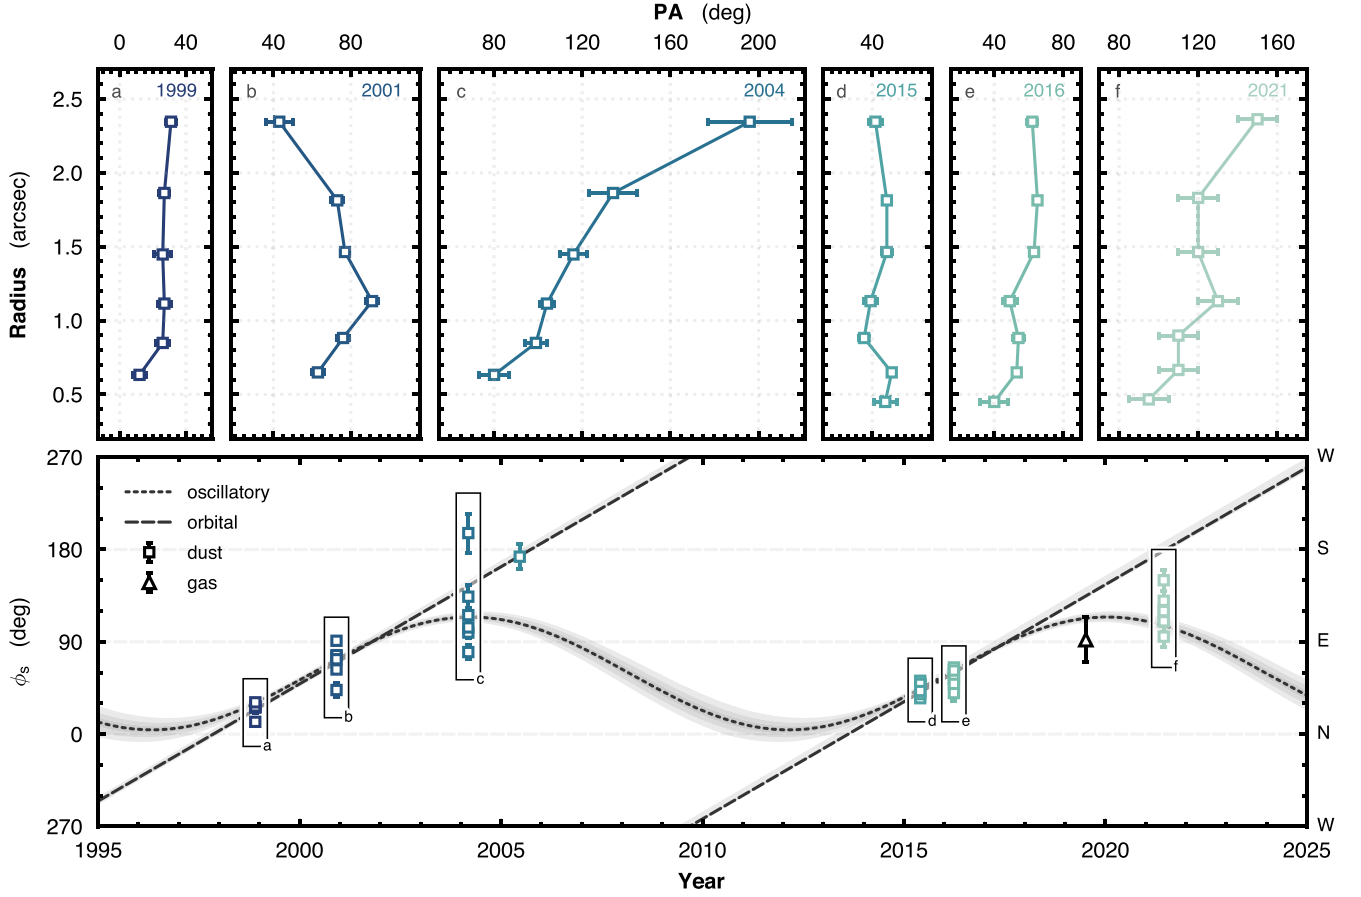 PA (deg)
0 40 40 80 80 120 160 200 40 40 80 80 120 160
a 1999 b 2001 c 2004 d 2015 e 2016 f 2021
2.5
2.0
1.5
1.0
0.5
Radius (arcsec)
270 W
oscillatory
orbital
dust
gas
180 S
90 E
0 N
270 W
ϕs (deg)
a
b
c
d
e
f
1995 2000 2005 2010 2015 2020 2025
Year